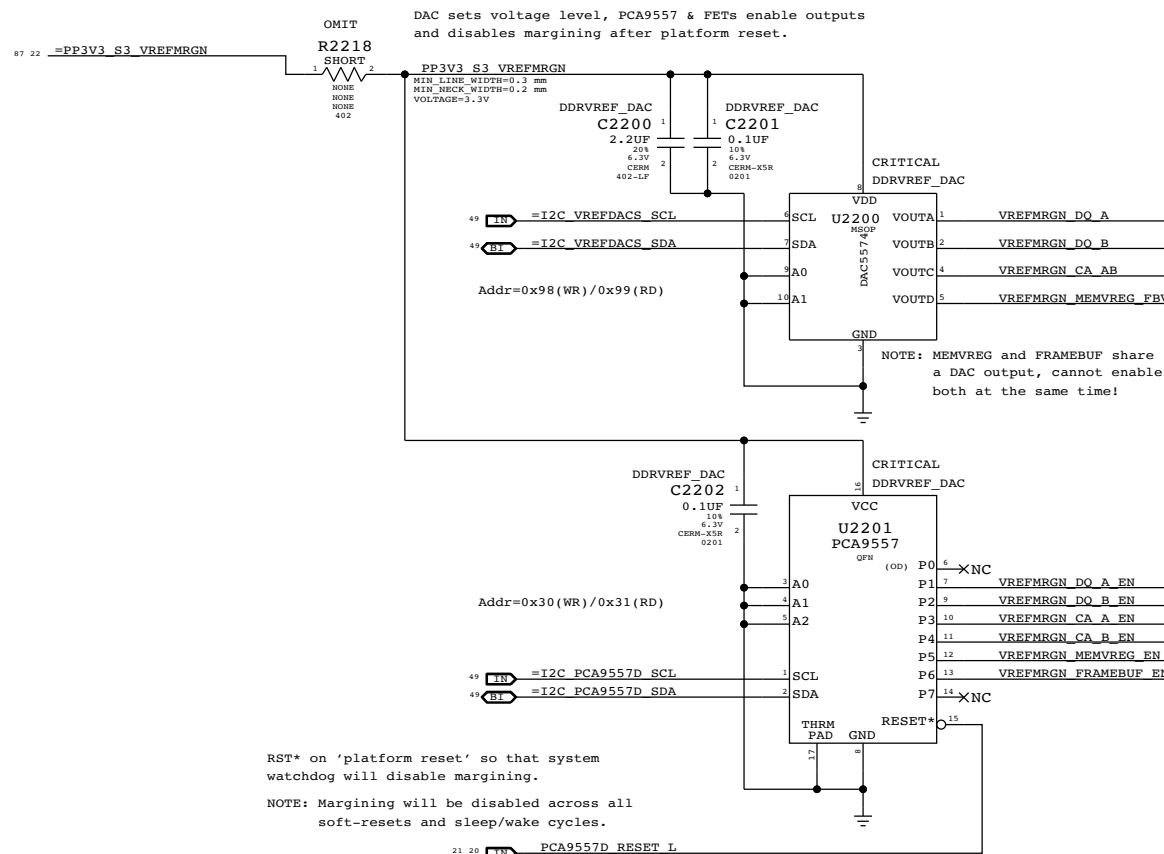 DAC sets voltage level, PCA9557 & FETs enable outputs
and disables margining after platform reset.
OMIT
R2218
SHORT
87 22 =PP3V3_S3_VREFMRGN
1 2
NONE
NONE
NONE
402
PP3V3_S3_VREFMRGN
MIN_LINE_WIDTH=0.3 mm
MIN_NECK_WIDTH=0.2 mm
VOLTAGE=3.3V
DDRVREF_DAC
C2200
2.2UF
20%
6.3V
CERM
402-LF
1
2
DDRVREF_DAC
C2201
0.1UF
10%
6.3V
CERM-X5R
0201
1
2
CRITICAL
DDRVREF_DAC
8
VDD
U2200
MSOP
DAC5574
49 IN =I2C_VREFDACS_SCL 6 SCL
49 BI =I2C_VREFDACS_SDA 7 SDA
9 A0
10 A1
Addr=0x98(WR)/0x99(RD)
VOUTA 1 VREFMRGN_DQ_A
VOUTB 2 VREFMRGN_DQ_B
VOUTC 4 VREFMRGN_CA_AB
VOUTD 5 VREFMRGN_MEMVREG_FBV
GND
3
NOTE: MEMVREG and FRAMEBUF share
a DAC output, cannot enable
both at the same time!
DDRVREF_DAC
C2202
0.1UF
10%
6.3V
CERM-X5R
0201
1
2
CRITICAL
DDRVREF_DAC
16
VCC
U2201
PCA9557
QFN
(OD)
3 A0
4 A1
5 A2
Addr=0x30(WR)/0x31(RD)
49 IN =I2C_PCA9557D_SCL 1 SCL
49 BI =I2C_PCA9557D_SDA 2 SDA
P0 6 NC
P1 7 VREFMRGN_DQ_A_EN
P2 9 VREFMRGN_DQ_B_EN
P3 10 VREFMRGN_CA_A_EN
P4 11 VREFMRGN_CA_B_EN
P5 12 VREFMRGN_MEMVREG_EN
P6 13 VREFMRGN_FRAMEBUF_EN
P7 14 NC
RESET* 15
THRM
PAD GND
17 8
RST* on 'platform reset' so that system
watchdog will disable margining.
NOTE: Margining will be disabled across all
soft-resets and sleep/wake cycles.
21 20 IN PCA9557D_RESET_L